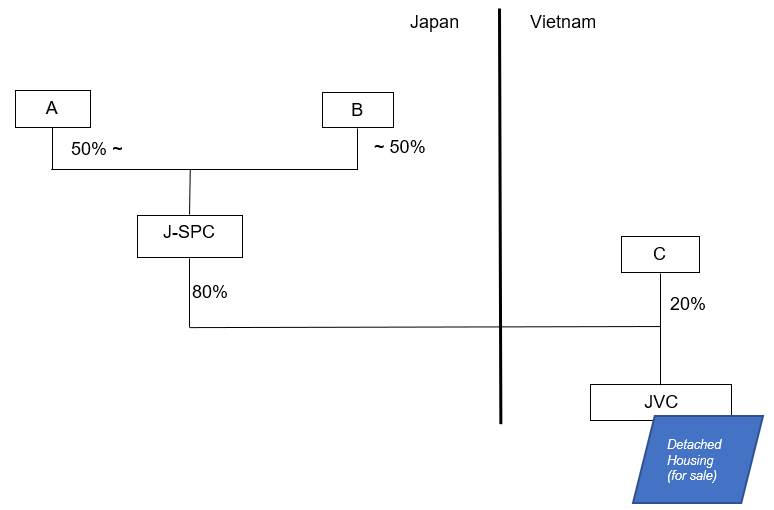 Japan
Vietnam
A
B
50% ~
~ 50%
J-SPC
C
80%
20%
JVC
Detached
Housing
(for sale)